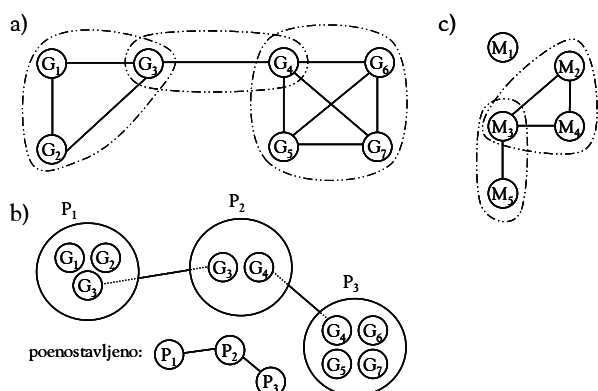 a)
G₁
G₃
G₄
G₆
G₂
G₅
G₇
c)
M₁
M₂
M₃
M₄
M₅
b)
P₁
P₂
P₃
G₁
G₂
G₃
G₃
G₄
G₄
G₆
G₅
G₇
poenostavljeno:
P₁
P₂
P₃